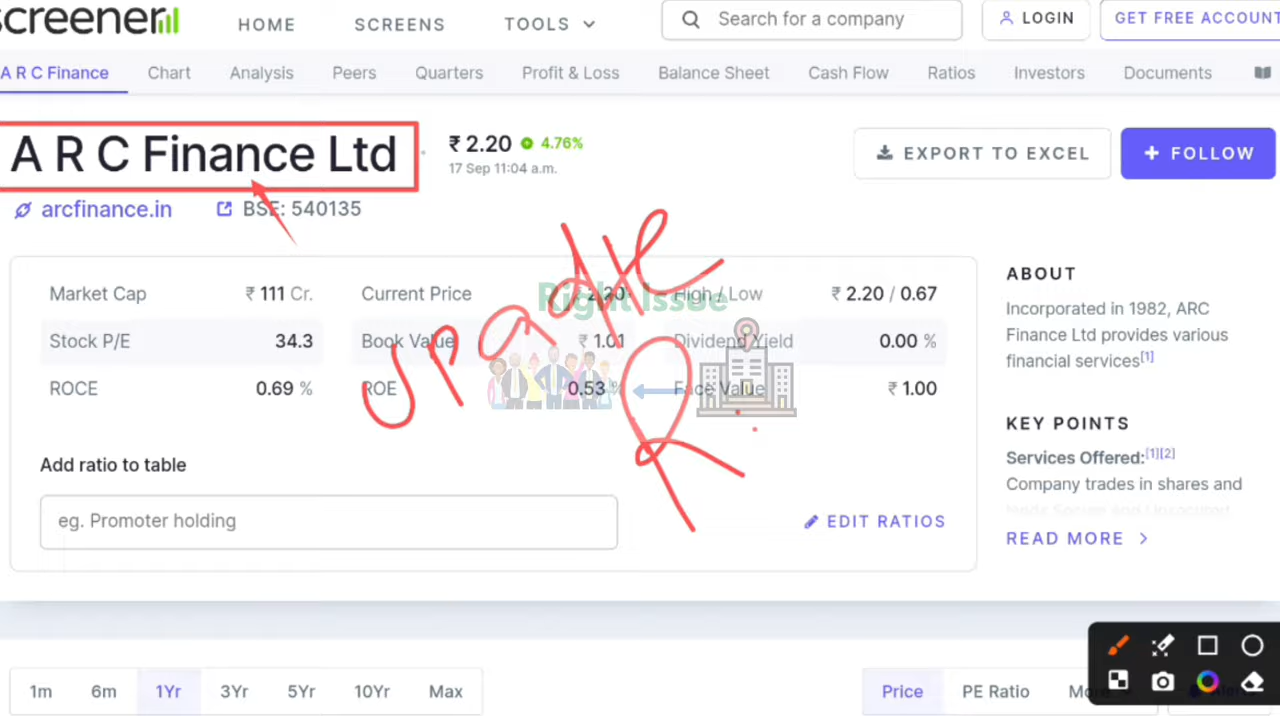 screener
HOME SCREENS TOOLS
Search for a company
LOGIN
GET FREE ACCOUNT
A R C Finance Chart Analysis Peers Quarters Profit & Loss Balance Sheet Cash Flow Ratios Investors Documents
A R C Finance Ltd
₹ 2.20 4.76%
17 Sep 11:04 a.m.
EXPORT TO EXCEL
+ FOLLOW
arcfinance.in BSE: 540135
Market Cap ₹ 111 Cr. Current Price ₹ 2.20 High / Low ₹ 2.20 / 0.67
Stock P/E 34.3 Book Value ₹ 1.01 Dividend Yield 0.00 %
ROCE 0.69 % ROE 0.53 % Face Value ₹ 1.00
Right Issue
update
R
Add ratio to table
eg. Promoter holding
EDIT RATIOS
ABOUT
Incorporated in 1982, ARC
Finance Ltd provides various
financial services[1]
KEY POINTS
Services Offered:[1][2]
Company trades in shares and
READ MORE
1m 6m 1Yr 3Yr 5Yr 10Yr Max
Price PE Ratio